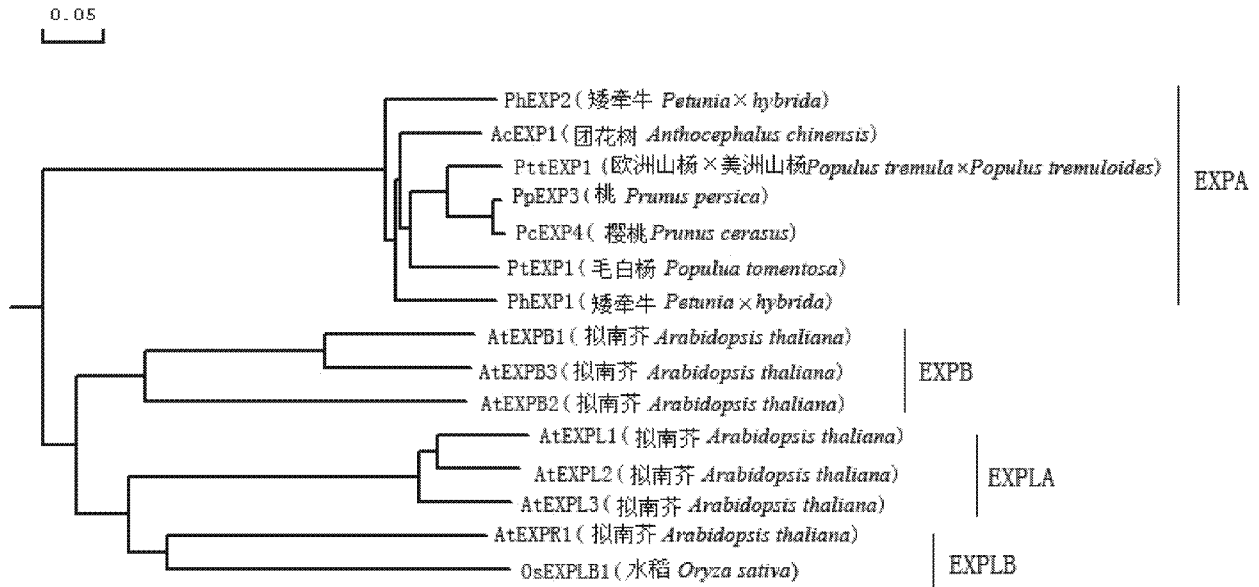 0.05
PhEXP2(矮牵牛 Petunia×hybrida)
AcEXP1(团花树 Anthocephalus chinensis)
PttEXP1 (欧洲山杨×美洲山杨Populus tremula×Populus tremuloides)
EXPA
PpEXP3(桃 Prunus persica)
PcEXP4( 樱桃Prunus cerasus)
PtEXP1(毛白杨 Populua tomentosa)
PhEXP1(矮牵牛 Petunia×hybrida)
AtEXPB1(拟南芥 Arabidopsis thaliana)
AtEXPB3(拟南芥 Arabidopsis thaliana)
EXPB
AtEXPB2(拟南芥 Arabidopsis thaliana)
AtEXPL1(拟南芥 Arabidopsis thaliana)
AtEXPL2(拟南芥 Arabidopsis thaliana)
EXPLA
AtEXPL3(拟南芥 Arabidopsis thaliana)
AtEXPR1(拟南芥 Arabidopsis thaliana)
OsEXPLB1(水稻 Oryza sativa)
EXPLB